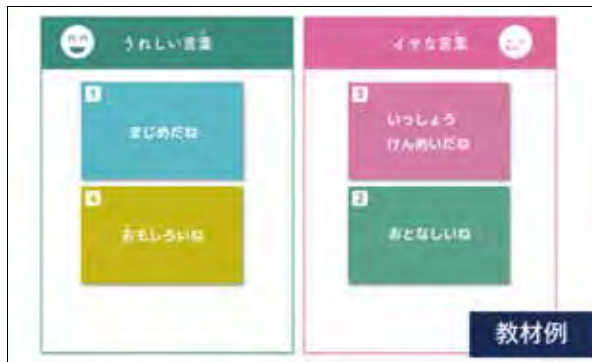 うれしい言葉
イヤな言葉
1
まじめだね
4
おもしろいね
3
いっしょう
けんめいだね
2
おとなしいね
教材例